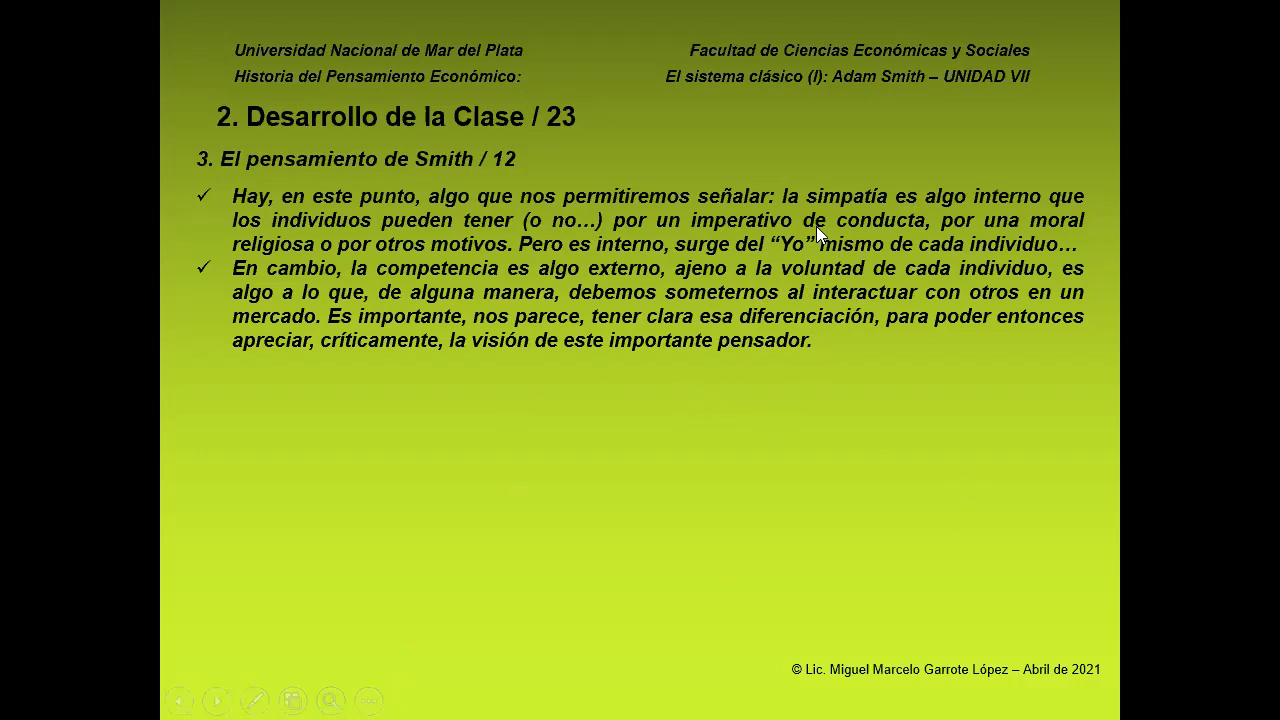 Universidad Nacional de Mar del Plata Facultad de Ciencias Económicas y Sociales
Historia del Pensamiento Económico: El sistema clásico (I): Adam Smith – UNIDAD VII
2. Desarrollo de la Clase / 23
3. El pensamiento de Smith / 12
✓ Hay, en este punto, algo que nos permitiremos señalar: la simpatía es algo interno que
los individuos pueden tener (o no…) por un imperativo de conducta, por una moral
religiosa o por otros motivos. Pero es interno, surge del “Yo” mismo de cada individuo…
✓ En cambio, la competencia es algo externo, ajeno a la voluntad de cada individuo, es
algo a lo que, de alguna manera, debemos someternos al interactuar con otros en un
mercado. Es importante, nos parece, tener clara esa diferenciación, para poder entonces
apreciar, críticamente, la visión de este importante pensador.
© Lic. Miguel Marcelo Garrote López – Abril de 2021